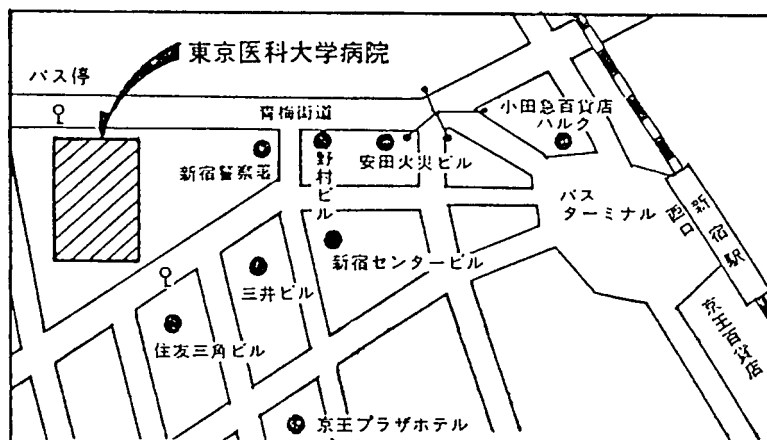 東京医科大学病院
バス停
青梅街道
小田急百貨店
ハルク
新宿警察署
野村ビル
安田火災ビル
バス
ターミナル
西口
新宿駅
新宿センタービル
三井ビル
住友三角ビル
京王百貨店
京王プラザホテル